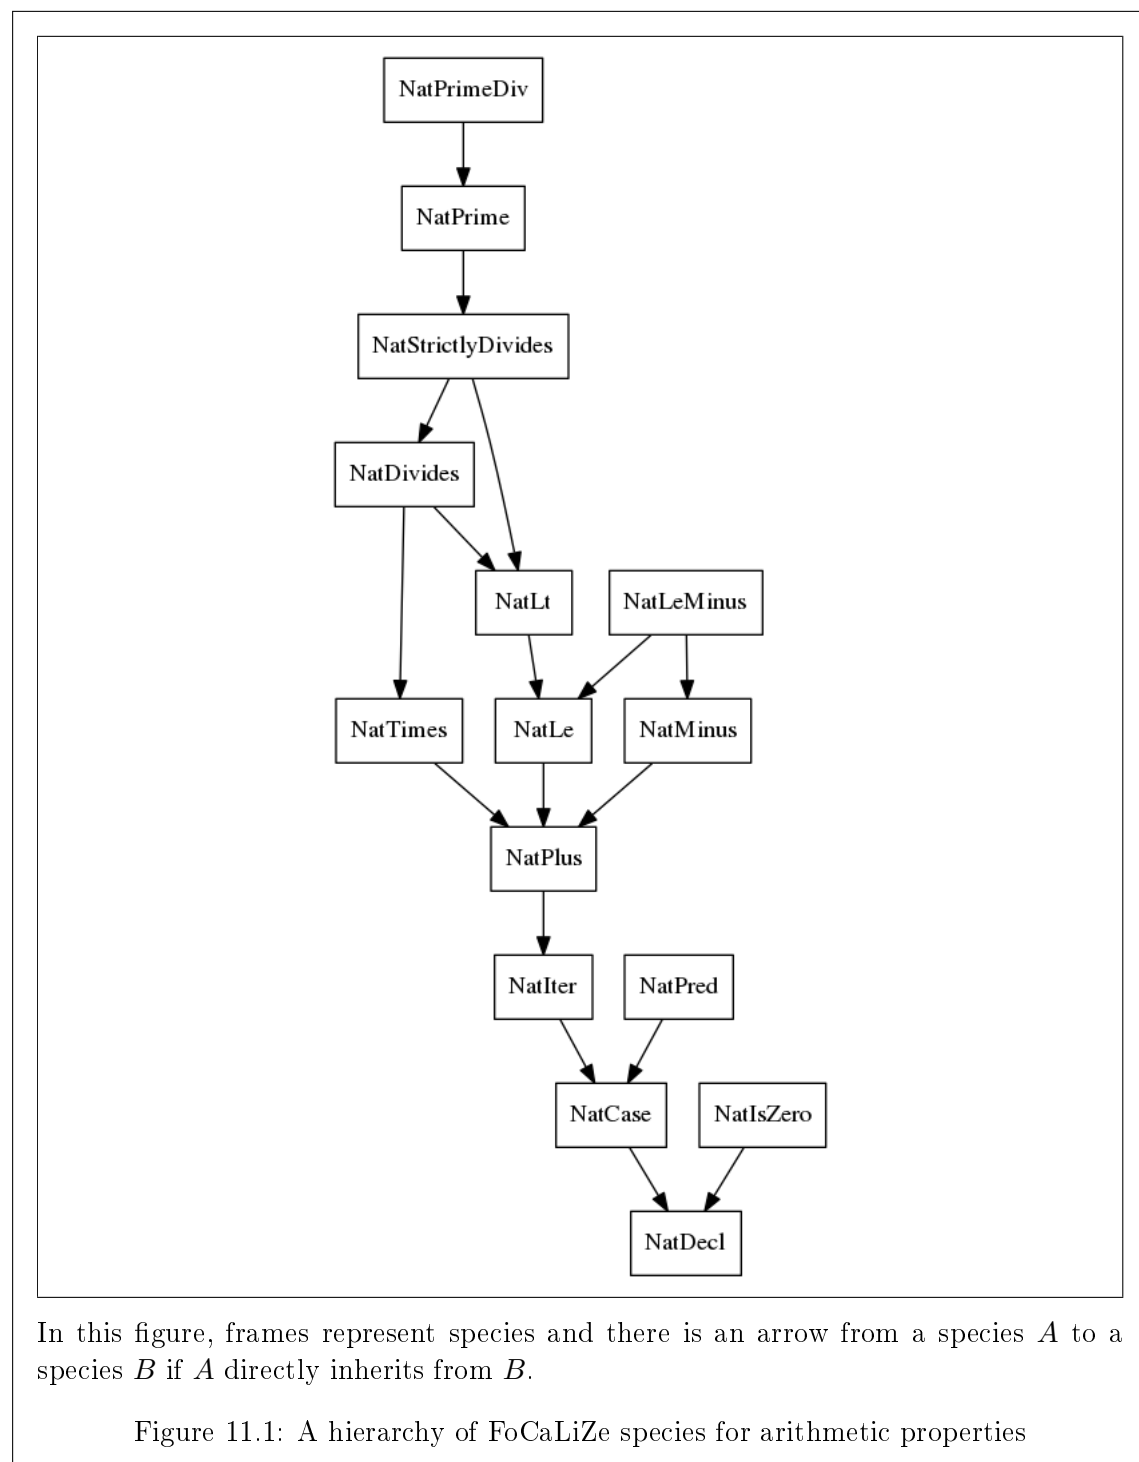 NatPrimeDiv
NatPrime
NatStrictlyDivides
NatDivides
NatLt
NatLeMinus
NatTimes
NatLe
NatMinus
NatPlus
NatIter
NatPred
NatCase
NatIsZero
NatDecl
In this figure, frames represent species and there is an arrow from a species A to a
species B if A directly inherits from B.
Figure 11.1: A hierarchy of FoCaLiZe species for arithmetic properties